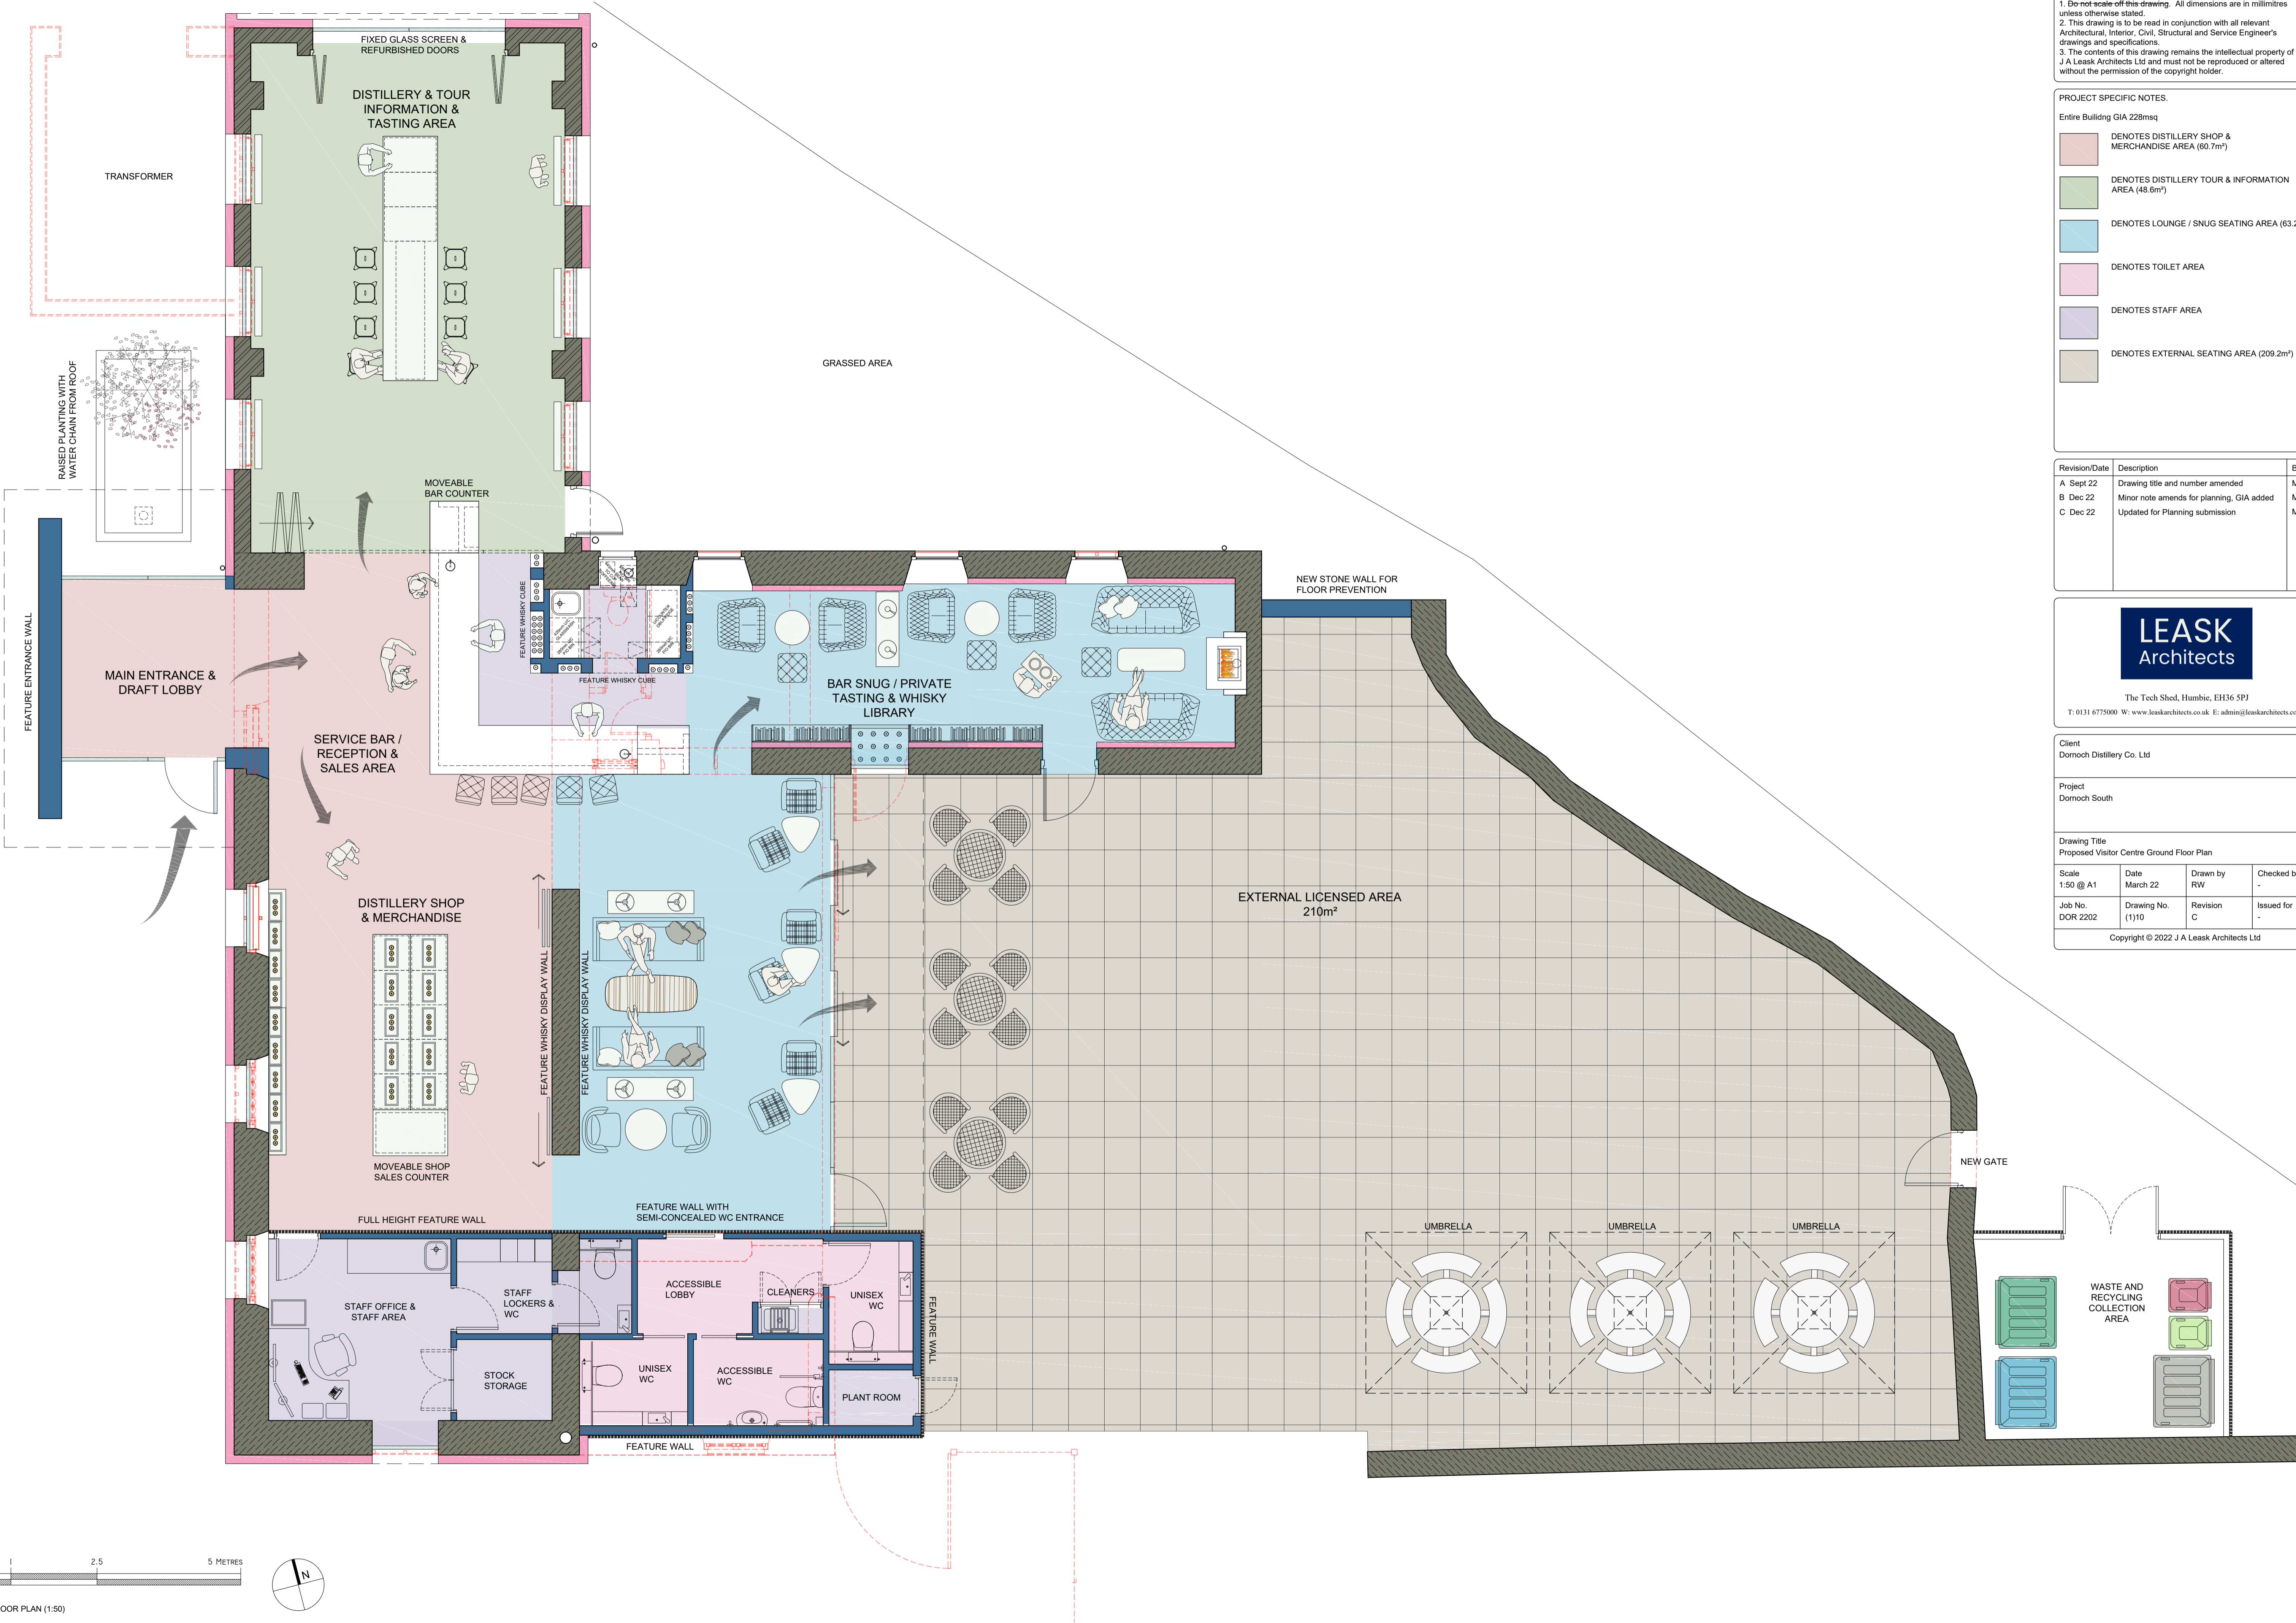 1. Do not scale off this drawing. All dimensions are in millimitres
unless otherwise stated.
2. This drawing is to be read in conjunction with all relevant
Architectural, Interior, Civil, Structural and Service Engineer's
drawings and specifications.
3. The contents of this drawing remains the intellectual property of
J A Leask Architects Ltd and must not be reproduced or altered
without the permission of the copyright holder.
PROJECT SPECIFIC NOTES.
Entire Builidng GIA 228msq
DENOTES DISTILLERY SHOP &
MERCHANDISE AREA (60.7m²)
DENOTES DISTILLERY TOUR & INFORMATION
AREA (48.6m²)
DENOTES LOUNGE / SNUG SEATING AREA (63.2
DENOTES TOILET AREA
DENOTES STAFF AREA
DENOTES EXTERNAL SEATING AREA (209.2m²)
Revision/Date Description
A Sept 22 Drawing title and number amended
B Dec 22 Minor note amends for planning, GIA added
C Dec 22 Updated for Planning submission
LEASK
Architects
The Tech Shed, Humbie, EH36 5PJ
T: 0131 6775000 W: www.leaskarchitects.co.uk E: admin@leaskarchitects.co
Client
Dornoch Distillery Co. Ltd
Project
Dornoch South
Drawing Title
Proposed Visitor Centre Ground Floor Plan
Scale Date Drawn by Checked b
1:50 @ A1 March 22 RW -
Job No. Drawing No. Revision Issued for
DOR 2202 (1)10 C -
Copyright © 2022 J A Leask Architects Ltd
FIXED GLASS SCREEN &
REFURBISHED DOORS
DISTILLERY & TOUR
INFORMATION &
TASTING AREA
TRANSFORMER
GRASSED AREA
RAISED PLANTING WITH
WATER CHAIN FROM ROOF
MOVEABLE
BAR COUNTER
FEATURE ENTRANCE WALL
MAIN ENTRANCE &
DRAFT LOBBY
FEATURE WHISKY CUBE
FEATURE WHISKY CUBE
NEW STONE WALL FOR
FLOOR PREVENTION
BAR SNUG / PRIVATE
TASTING & WHISKY
LIBRARY
SERVICE BAR /
RECEPTION &
SALES AREA
DISTILLERY SHOP
& MERCHANDISE
FEATURE WHISKY DISPLAY WALL
FEATURE WHISKY DISPLAY WALL
EXTERNAL LICENSED AREA
210m²
MOVEABLE SHOP
SALES COUNTER
FULL HEIGHT FEATURE WALL
FEATURE WALL WITH
SEMI-CONCEALED WC ENTRANCE
NEW GATE
UMBRELLA
UMBRELLA
UMBRELLA
STAFF OFFICE &
STAFF AREA
STAFF
LOCKERS &
WC
STOCK
STORAGE
ACCESSIBLE
LOBBY
CLEANERS
UNISEX
WC
UNISEX
WC
ACCESSIBLE
WC
PLANT ROOM
FEATURE WALL
FEATURE WALL
WASTE AND
RECYCLING
COLLECTION
AREA
2.5 5 METRES
N
OOR PLAN (1:50)